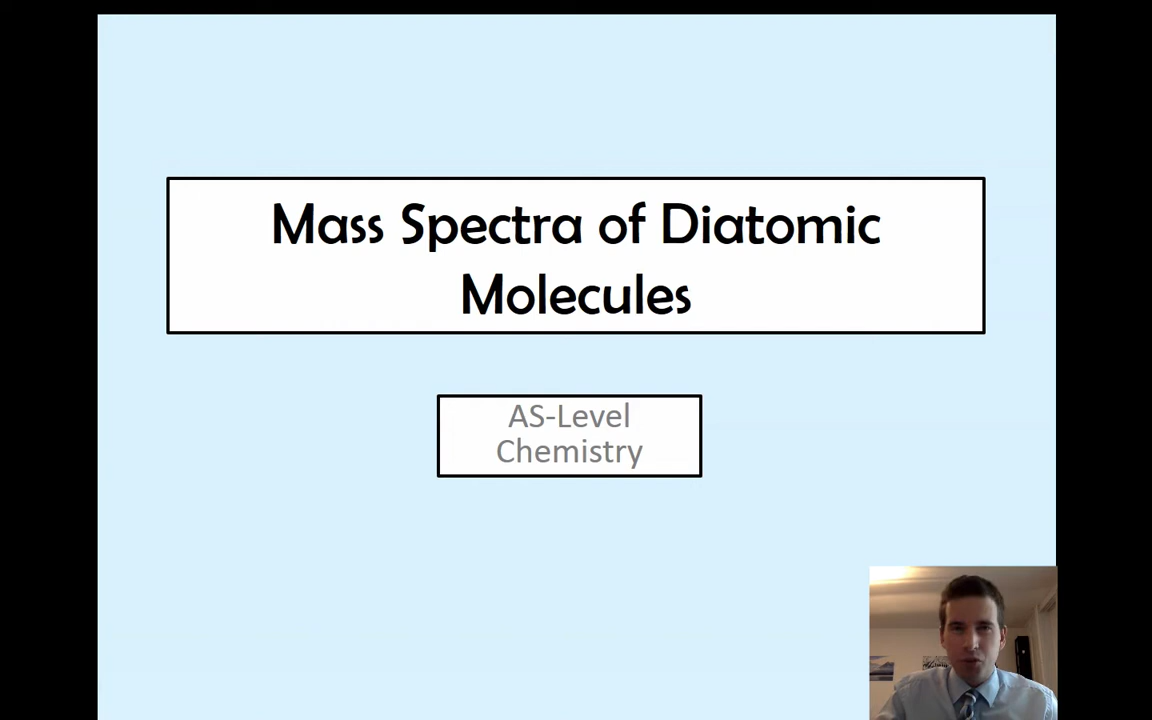 Mass Spectra of Diatomic
Molecules
AS-Level
Chemistry